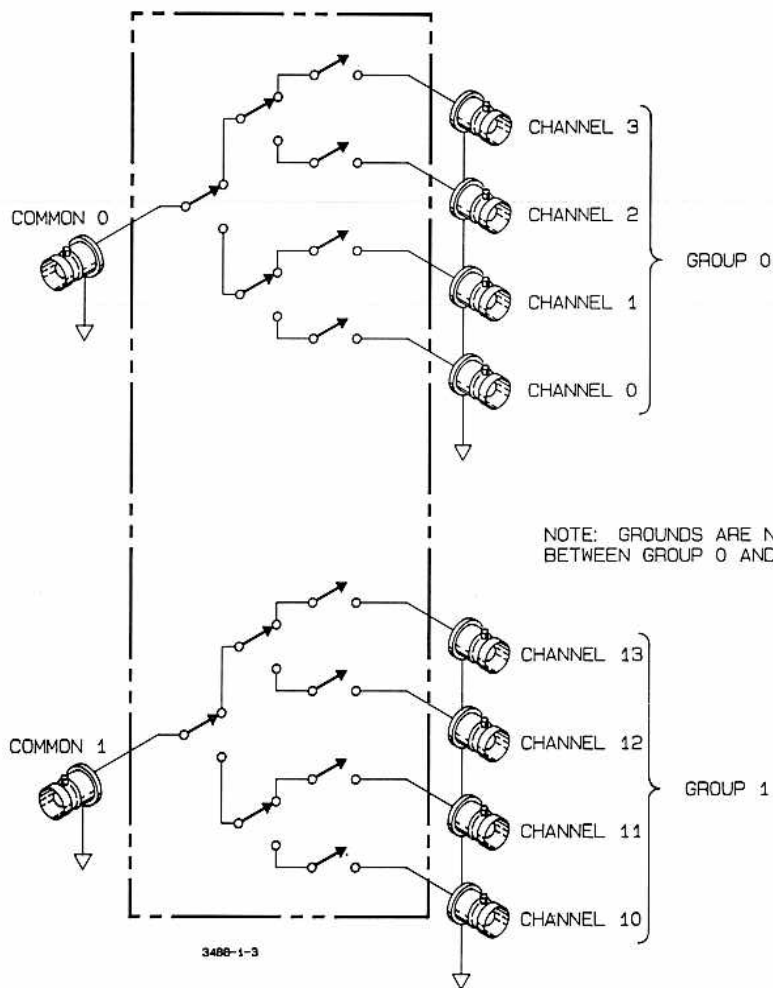 CHANNEL 3
COMMON 0
CHANNEL 2
GROUP 0
CHANNEL 1
CHANNEL 0
NOTE: GROUNDS ARE
BETWEEN GROUP 0 AND
CHANNEL 13
COMMON 1
CHANNEL 12
GROUP 1
CHANNEL 11
CHANNEL 10
3488-1-3